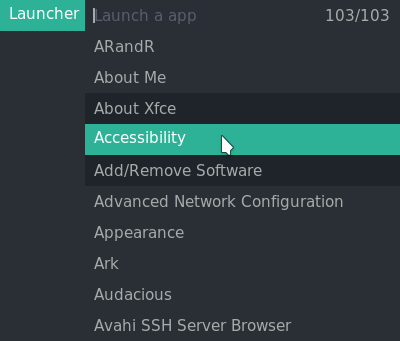 Launcher Launch a app 103/103
ARandR
About Me
About Xfce
Accessibility
Add/Remove Software
Advanced Network Configuration
Appearance
Ark
Audacious
Avahi SSH Server Browser